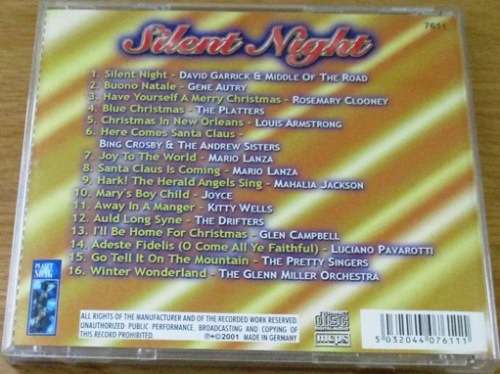 Silent Night
7651
1. Silent Night - DAVID GARRICK & MIDDLE OF THE ROAD
2. Buono Natale - GENE AUTRY
3. Have Yourself A Merry Christmas - ROSEMARY CLOONEY
4. Blue Christmas - THE PLATTERS
5. Christmas In New Orleans - LOUIS ARMSTRONG
6. Here Comes Santa Claus -
BING CROSBY & THE ANDREW SISTERS
7. Joy To The World - MARIO LANZA
8. Santa Claus Is Coming - MARIO LANZA
9. Hark! The Herald Angels Sing - MAHALIA JACKSON
10. Mary's Boy Child - JOYCE
11. Away In A Manger - KITTY WELLS
12. Auld Long Syne - THE DRIFTERS
13. I'll Be Home For Christmas - GLEN CAMPBELL
14. Adeste Fidelis (O Come All Ye Faithful) - LUCIANO PAVAROTTI
15. Go Tell It On The Mountain - THE PRETTY SINGERS
16. Winter Wonderland - THE GLENN MILLER ORCHESTRA
PLANET
SONG
ALL RIGHTS OF THE MANUFACTURER AND OF THE RECORDED WORK RESERVED.
UNAUTHORIZED PUBLIC PERFORMANCE, BROADCASTING AND COPYING OF
THIS RECORD PROHIBITED. ℗+© 2001 MADE IN GERMANY
disc
mcps
5 032044 076111